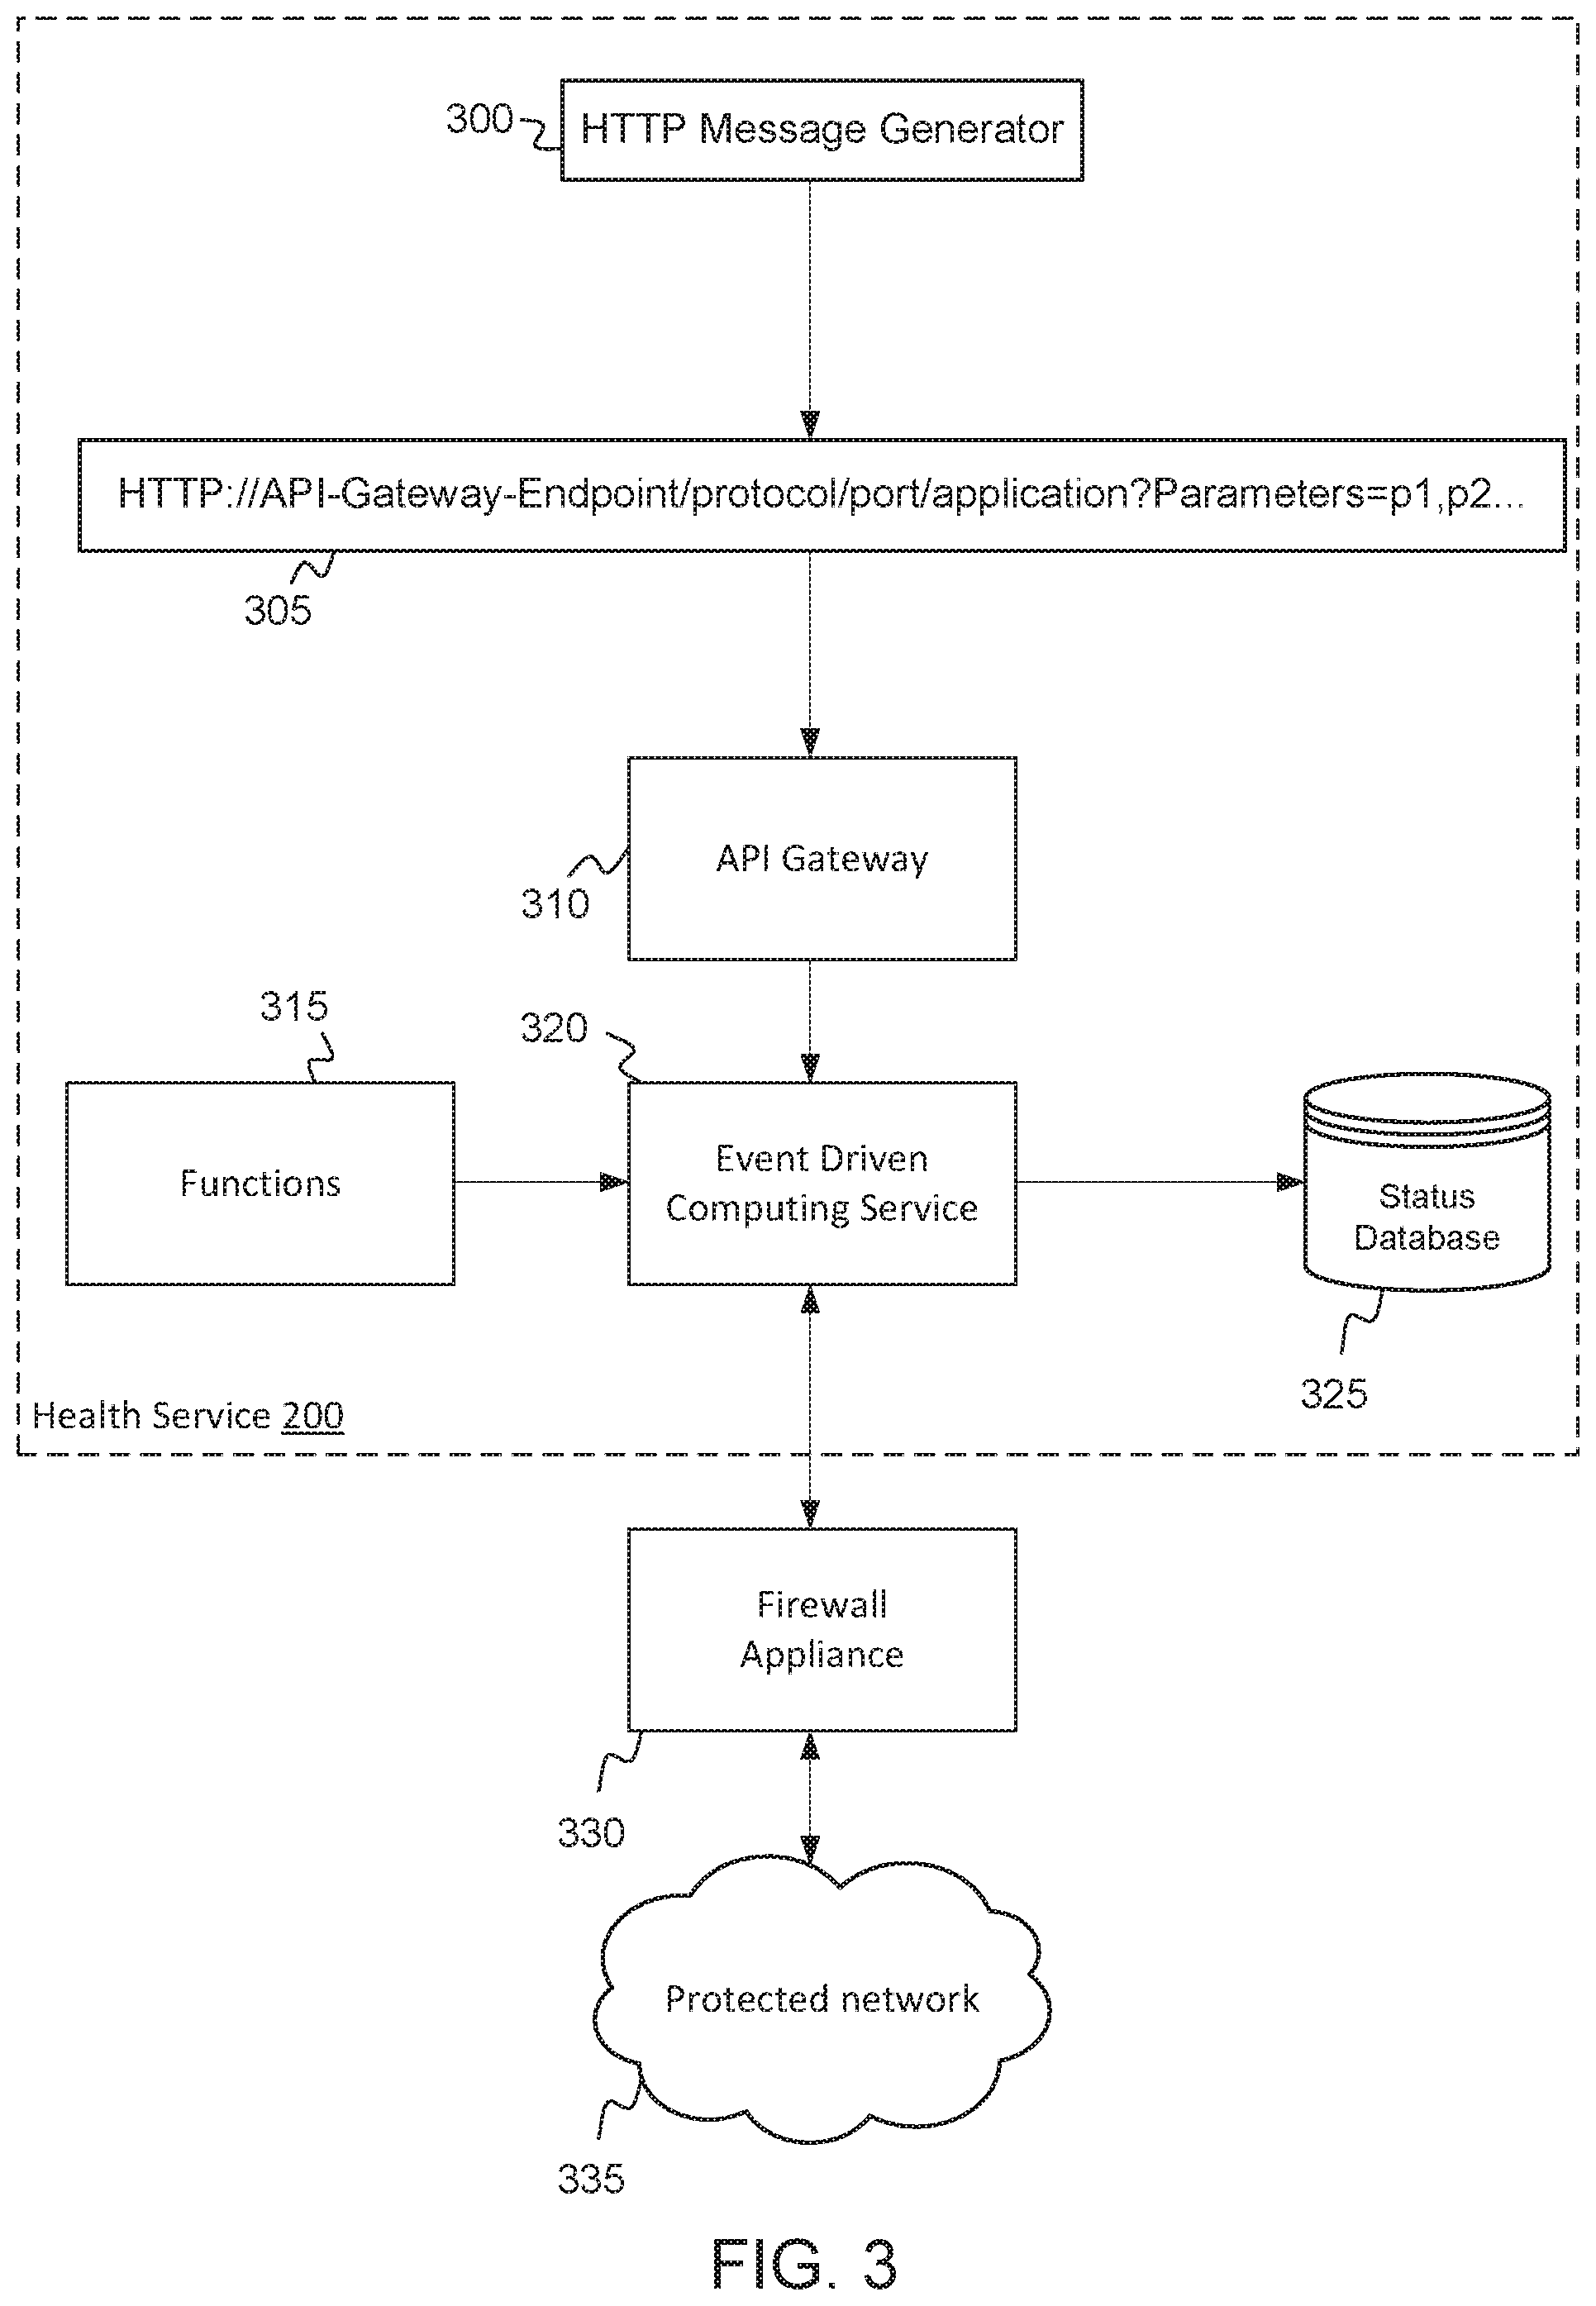 300
HTTP Message Generator
HTTP://API-Gateway-Endpoint/protocol/port/application?Parameters=p1,p2...
305
API Gateway
310
315
320
Functions
Event Driven
Computing Service
Status
Database
325
Health Service 200
Firewall
Appliance
330
Protected network
335
FIG. 3